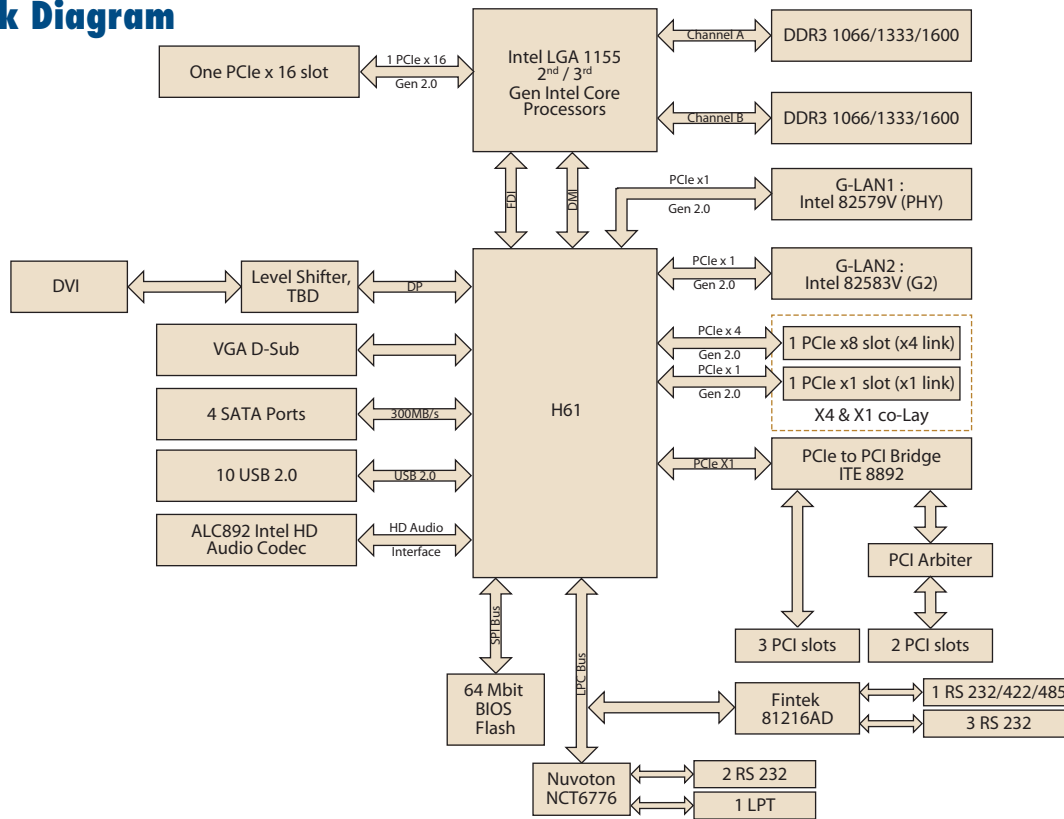 k Diagram
One PCIe x 16 slot
1 PCIe x 16
Gen 2.0
Intel LGA 1155
2nd / 3rd
Gen Intel Core
Processors
Channel A
DDR3 1066/1333/1600
Channel B
DDR3 1066/1333/1600
FDI
DMI
PCIe x1
Gen 2.0
G-LAN1 :
Intel 82579V (PHY)
PCIe x 1
Gen 2.0
G-LAN2 :
Intel 82583V (G2)
DVI
Level Shifter,
TBD
DP
VGA D-Sub
4 SATA Ports
300MB/s
10 USB 2.0
USB 2.0
ALC892 Intel HD
Audio Codec
HD Audio
Interface
H61
PCIe x 4
Gen 2.0
1 PCIe x8 slot (x4 link)
PCIe x 1
Gen 2.0
1 PCIe x1 slot (x1 link)
X4 & X1 co-Lay
PCIe X1
PCIe to PCI Bridge
ITE 8892
PCI Arbiter
3 PCI slots
2 PCI slots
SPI Bus
LPC Bus
64 Mbit
BIOS
Flash
Fintek
81216AD
1 RS 232/422/485
3 RS 232
Nuvoton
NCT6776
2 RS 232
1 LPT